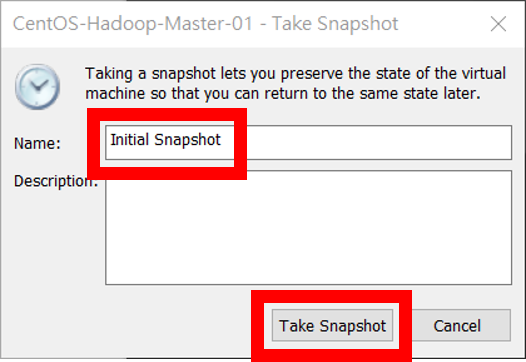 CentOS-Hadoop-Master-01 - Take Snapshot
Taking a snapshot lets you preserve the state of the virtual
machine so that you can return to the same state later.
Name:
Initial Snapshot
Description:
Take Snapshot
Cancel